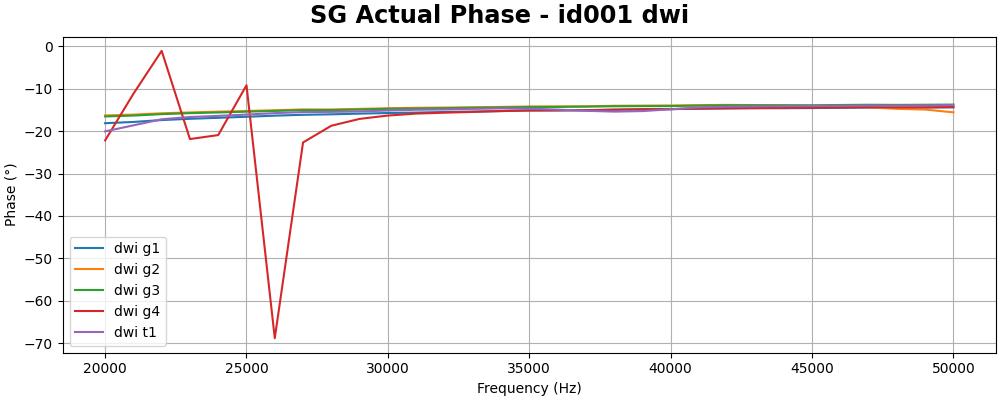 SG Actual Phase - id001 dwi
Phase (°)
0
−10
−20
−30
−40
−50
−60
−70
dwi g1
dwi g2
dwi g3
dwi g4
dwi t1
20000 25000 30000 35000 40000 45000 50000
Frequency (Hz)